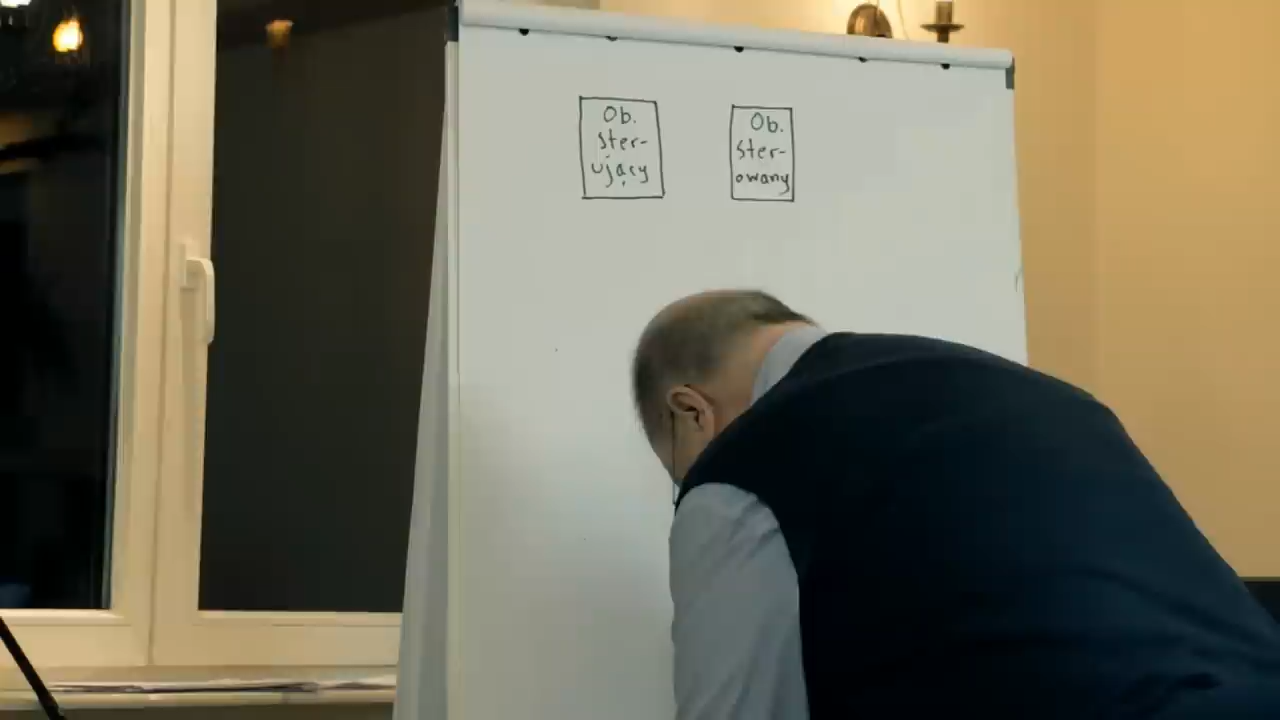 Ob.
ster-
ujący
Ob.
ster-
owany